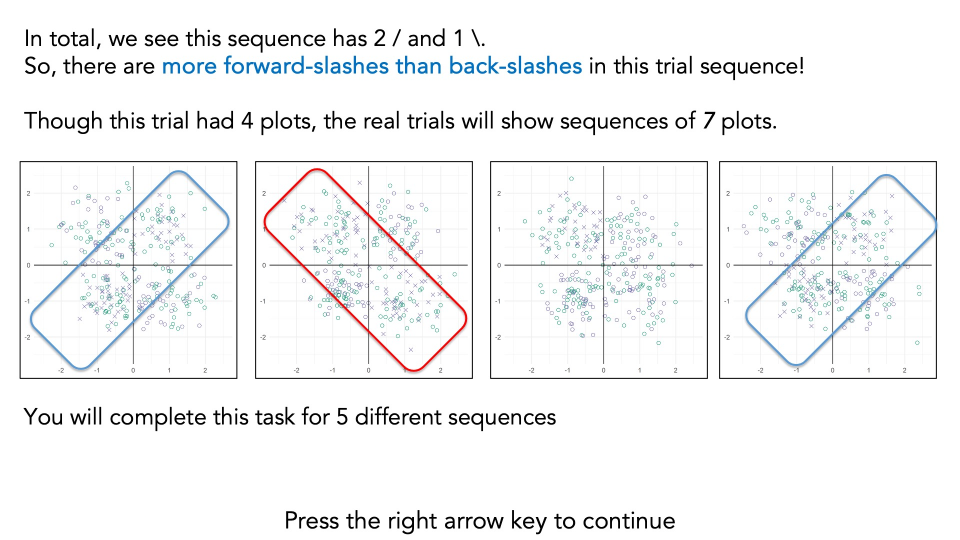 In total, we see this sequence has 2 / and 1 \.
So, there are more forward-slashes than back-slashes in this trial sequence!
Though this trial had 4 plots, the real trials will show sequences of 7 plots.
2
1
0
-1
-2
-2 -1 0 1 2
2
1
0
-1
-2
-2 -1 0 1 2
2
1
0
-1
-2
-2 -1 0 1 2
2
1
0
-1
-2
-2 -1 0 1 2
You will complete this task for 5 different sequences
Press the right arrow key to continue